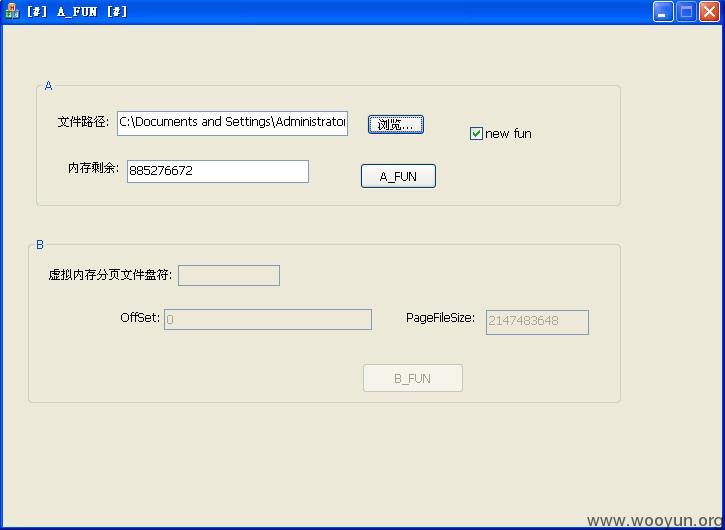 [#] A_FUN [#]
A
文件路径: C:\Documents and Settings\Administrator 浏览...
new fun
内存剩余: 885276672 A_FUN
B
虚拟内存分页文件盘符:
OffSet: 0 PageFileSize: 2147483648
B_FUN
www.wooyun.org